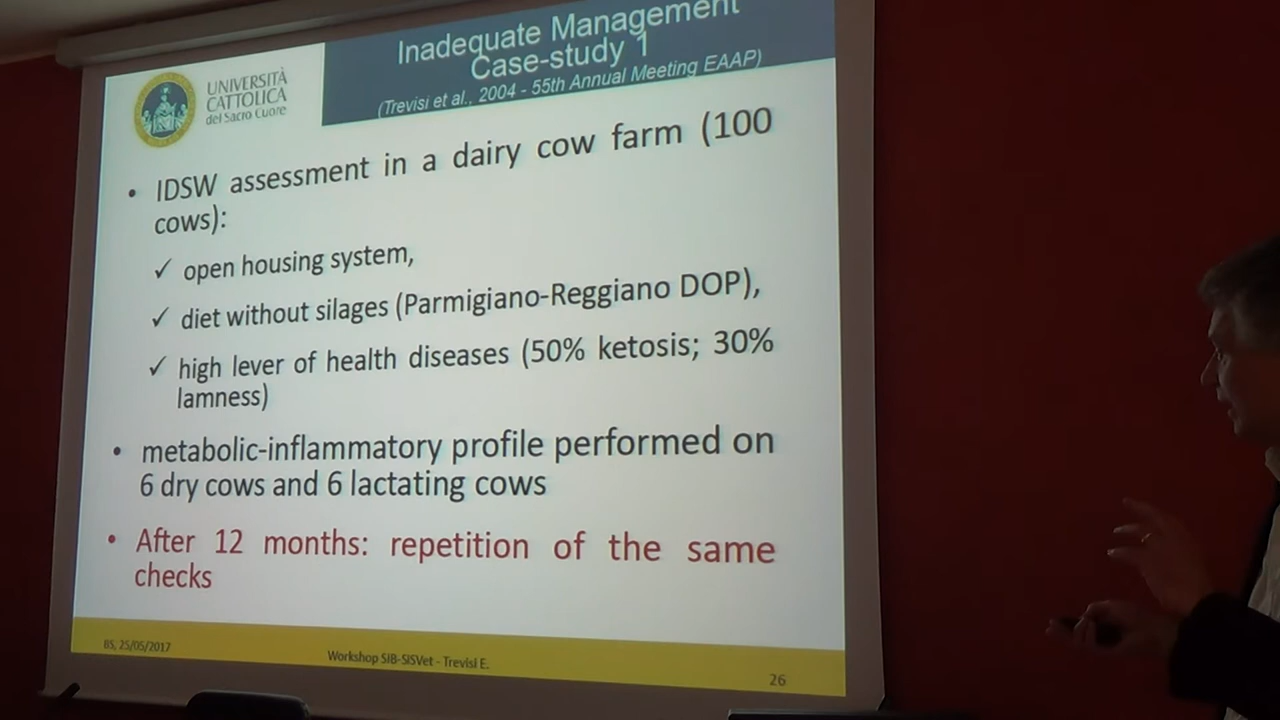 UNIVERSITÀ
CATTOLICA
del Sacro Cuore
Inadequate Management
Case-study 1
(Trevisi et al., 2004 - 55th Annual Meeting EAAP)
• IDSW assessment in a dairy cow farm (100
cows):
✓ open housing system,
✓ diet without silages (Parmigiano-Reggiano DOP),
✓ high lever of health diseases (50% ketosis; 30%
lamness)
• metabolic-inflammatory profile performed on
6 dry cows and 6 lactating cows
• After 12 months: repetition of the same
checks
BS, 25/05/2017
Workshop SIB-SISVet - Trevisi E.
26